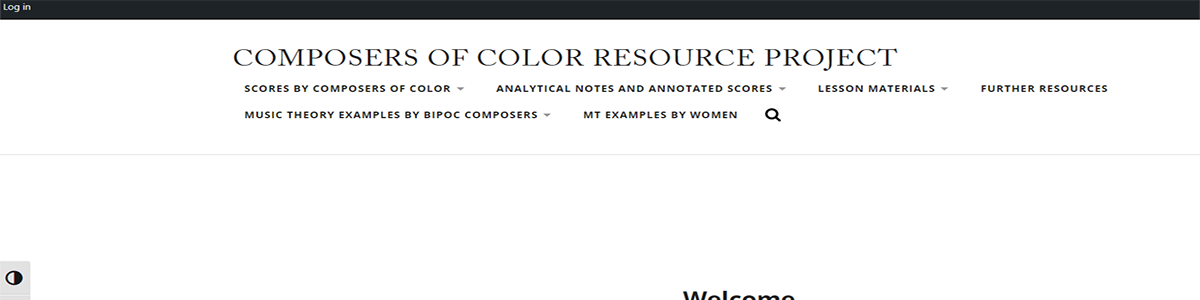 Log in
COMPOSERS OF COLOR RESOURCE PROJECT
SCORES BY COMPOSERS OF COLOR ANALYTICAL NOTES AND ANNOTATED SCORES LESSON MATERIALS FURTHER RESOURCES
MUSIC THEORY EXAMPLES BY BIPOC COMPOSERS MT EXAMPLES BY WOMEN
Welcome